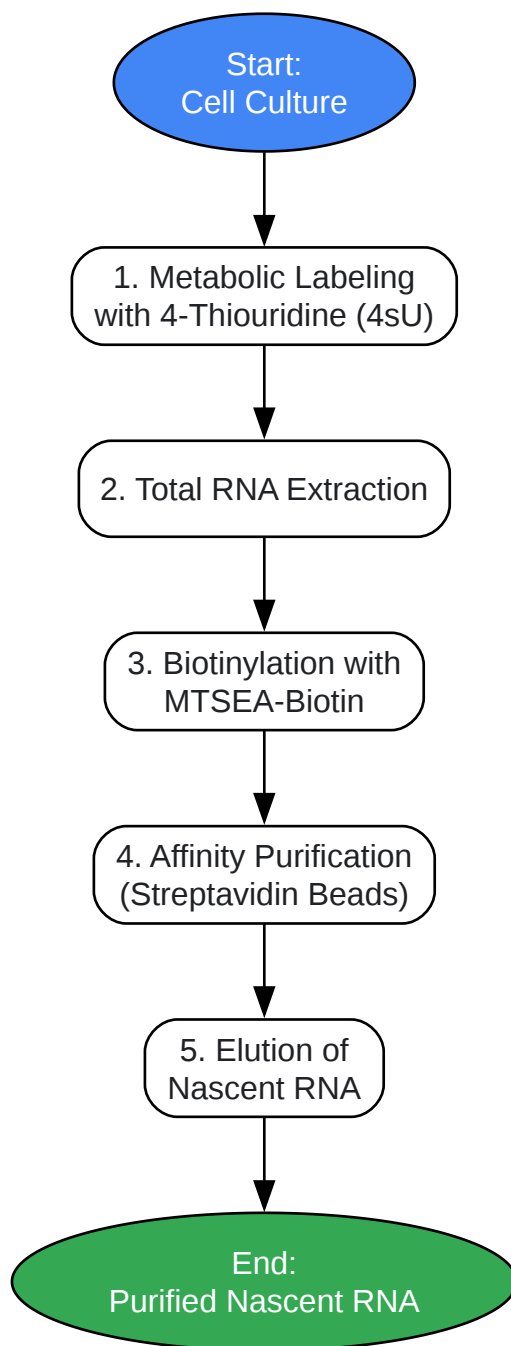 Start:
Cell Culture
1. Metabolic Labeling
with 4-Thiouridine (4sU)
2. Total RNA Extraction
3. Biotinylation with
MTSEA-Biotin
4. Affinity Purification
(Streptavidin Beads)
5. Elution of
Nascent RNA
End:
Purified Nascent RNA